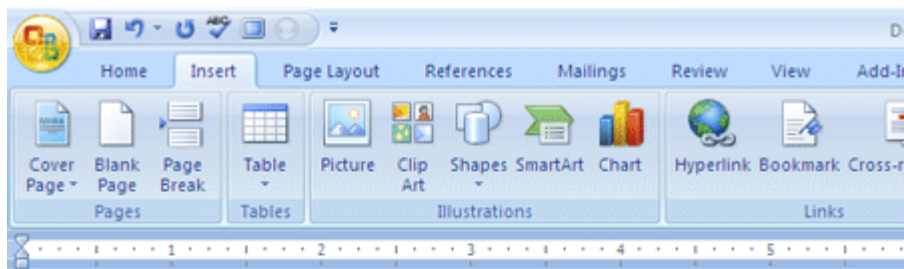 ABC
Home Insert Page Layout References Mailings Review View
Cover Page Blank Page Page Break Table Picture Clip Art Shapes SmartArt Chart Hyperlink Bookmark
Pages Tables Illustrations Links
1 2 3 4 5